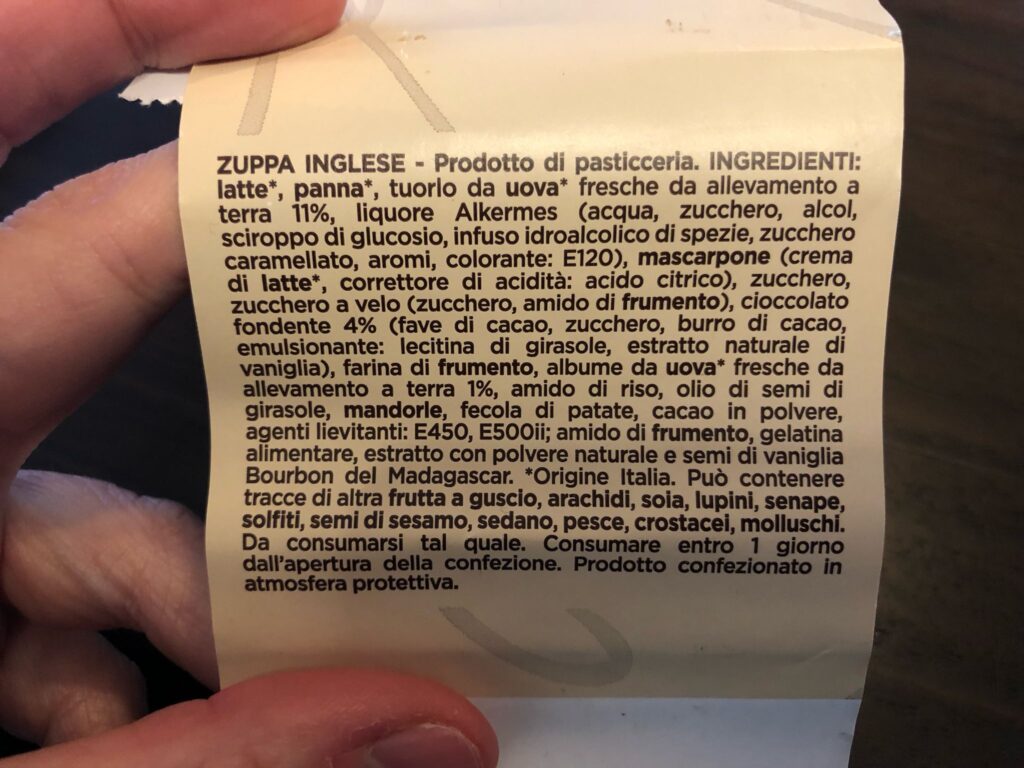 ZUPPA INGLESE - Prodotto di pasticceria. INGREDIENTI:
latte*, panna*, tuorlo da uova* fresche da allevamento a
terra 11%, liquore Alkermes (acqua, zucchero, alcol,
sciroppo di glucosio, infuso idroalcolico di spezie, zucchero
caramellato, aromi, colorante: E120), mascarpone (crema
di latte*, correttore di acidità: acido citrico), zucchero,
zucchero a velo (zucchero, amido di frumento), cioccolato
fondente 4% (fave di cacao, zucchero, burro di cacao,
emulsionante: lecitina di girasole, estratto naturale di
vaniglia), farina di frumento, albume da uova* fresche da
allevamento a terra 1%, amido di riso, olio di semi di
girasole, mandorle, fecola di patate, cacao in polvere,
agenti lievitanti: E450, E500ii; amido di frumento, gelatina
alimentare, estratto con polvere naturale e semi di vaniglia
Bourbon del Madagascar. *Origine Italia. Può contenere
tracce di altra frutta a guscio, arachidi, soia, lupini, senape,
solfiti, semi di sesamo, sedano, pesce, crostacei, molluschi.
Da consumarsi tal quale. Consumare entro 1 giorno
dall'apertura della confezione. Prodotto confezionato in
atmosfera protettiva.